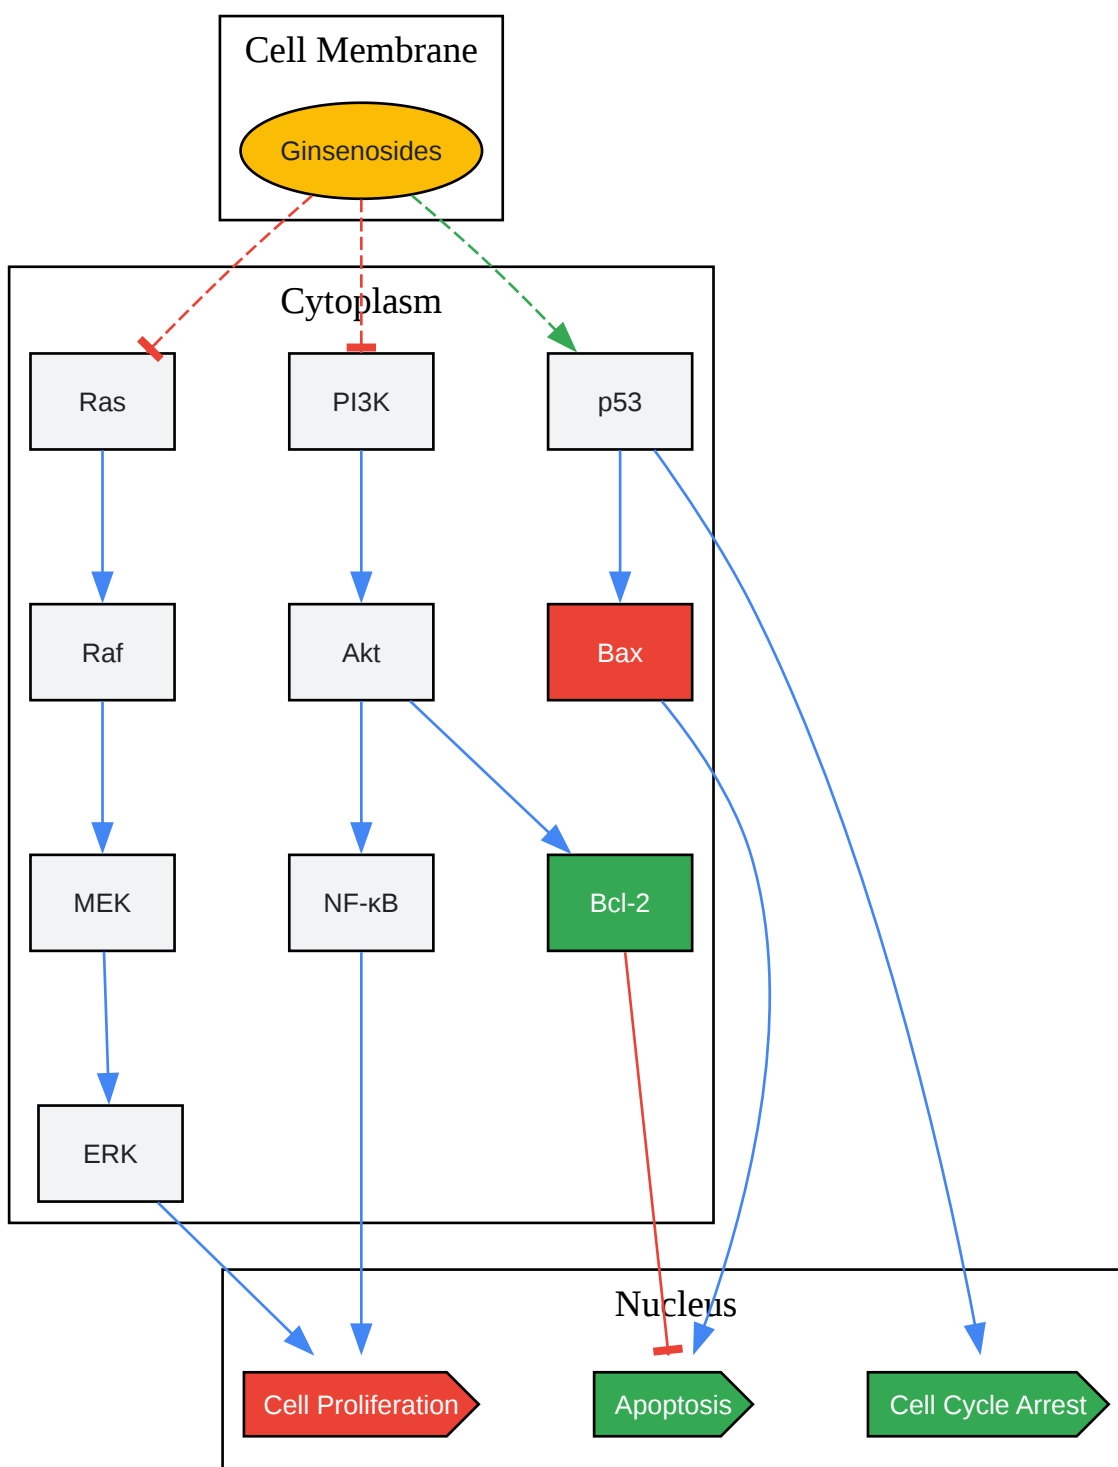 Cell Membrane
Ginsenosides
Cytoplasm
Ras
PI3K
p53
Raf
Akt
Bax
MEK
NF-κB
Bcl-2
ERK
Nucleus
Cell Proliferation
Apoptosis
Cell Cycle Arrest